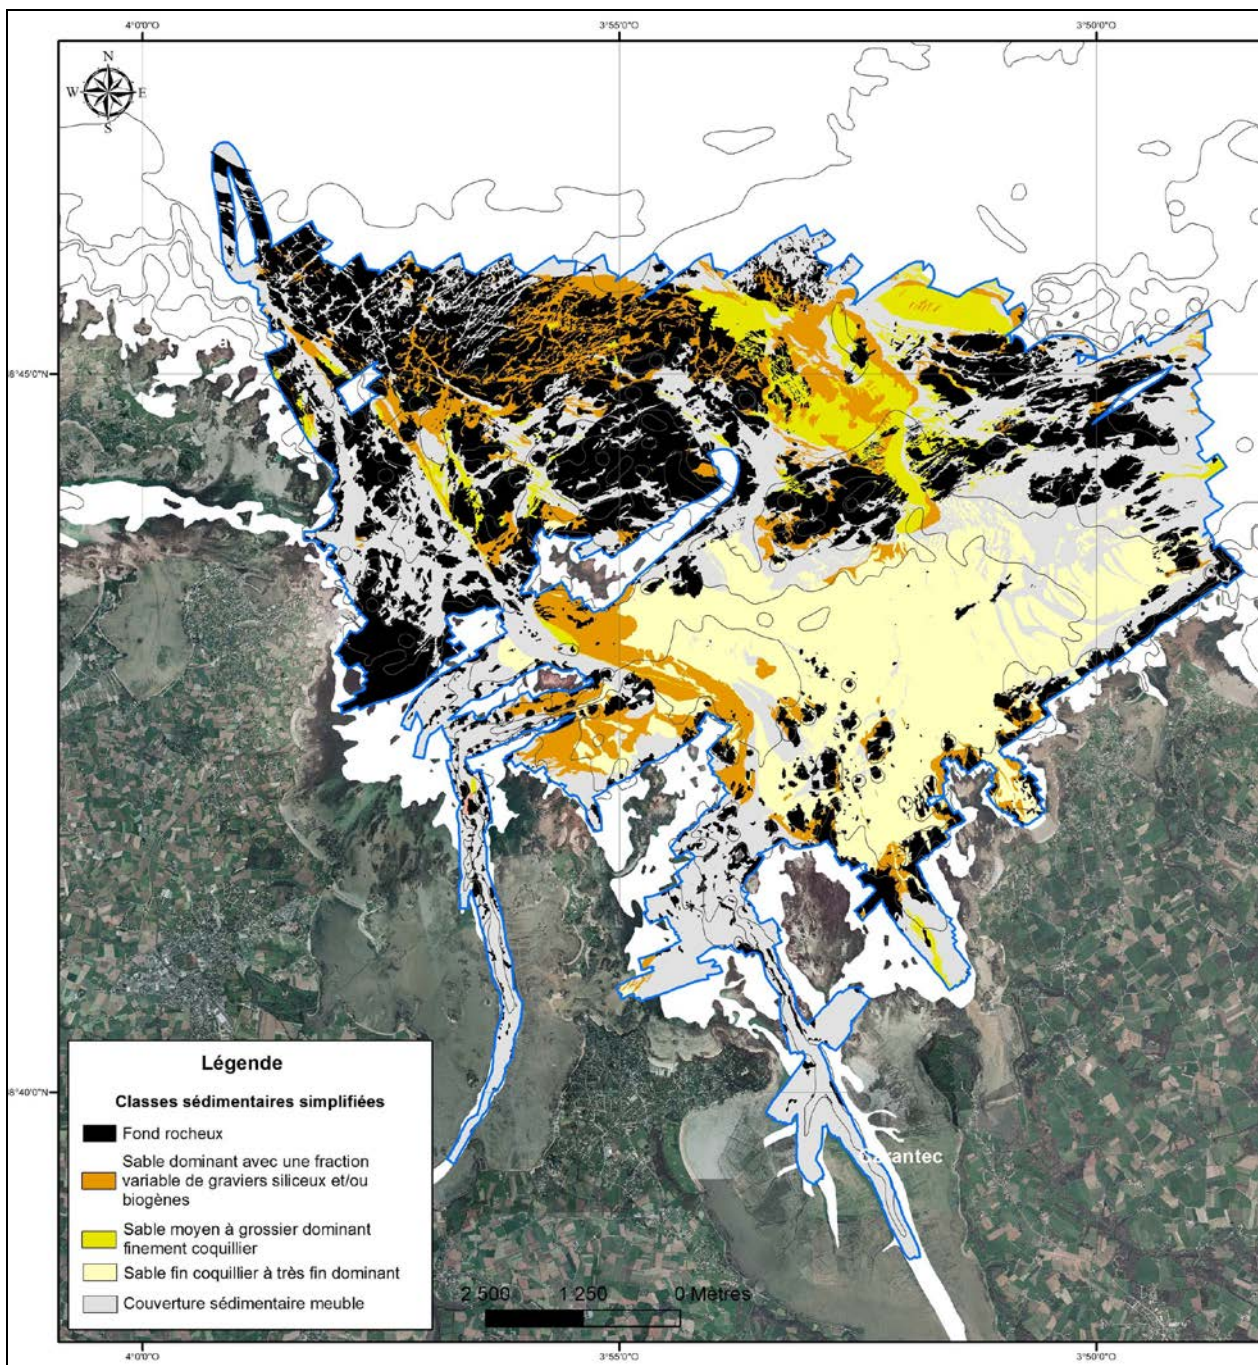 4°0'0"O 3°55'0"O 3°50'0"O
N
W E
S
8°45'0"N
8°40'0"N
Carantec
Légende
Classes sédimentaires simplifiées
Fond rocheux
Sable dominant avec une fraction
variable de graviers siliceux et/ou
biogènes
Sable moyen à grossier dominant
finement coquillier
Sable fin coquillier à très fin dominant
Couverture sédimentaire meuble
2 500 1 250 0 Mètres
4°0'0"O 3°55'0"O 3°50'0"O